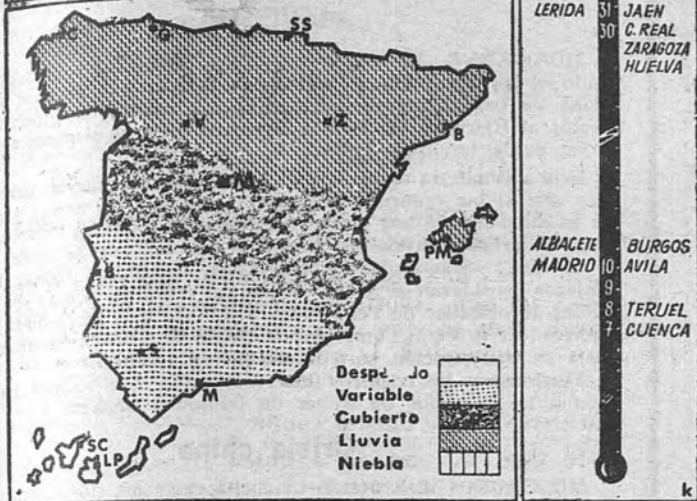 SS
C
G
V
Z
B
M
PM
B
S
M
SC
LP
Variable
Cubierto
Lluvia
Niebla
LERIDA 31 JAEN
30 C. REAL
ZARAGOZA
HUELVA
ALBACETE BURGOS
MADRID 10 AVILA
9
8 TERUEL
7 CUENCA
k